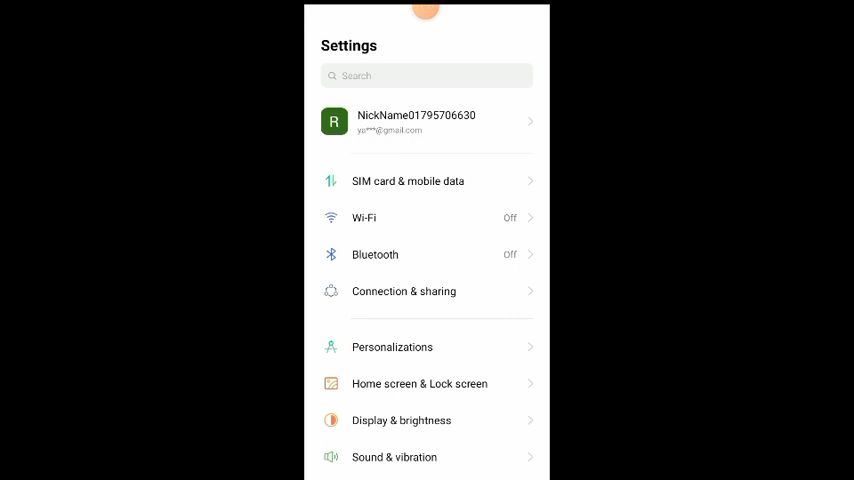 Settings
Search
R
NickName01795706630
ya***@gmail.com
SIM card & mobile data
Wi-Fi Off
Bluetooth Off
Connection & sharing
Personalizations
Home screen & Lock screen
Display & brightness
Sound & vibration